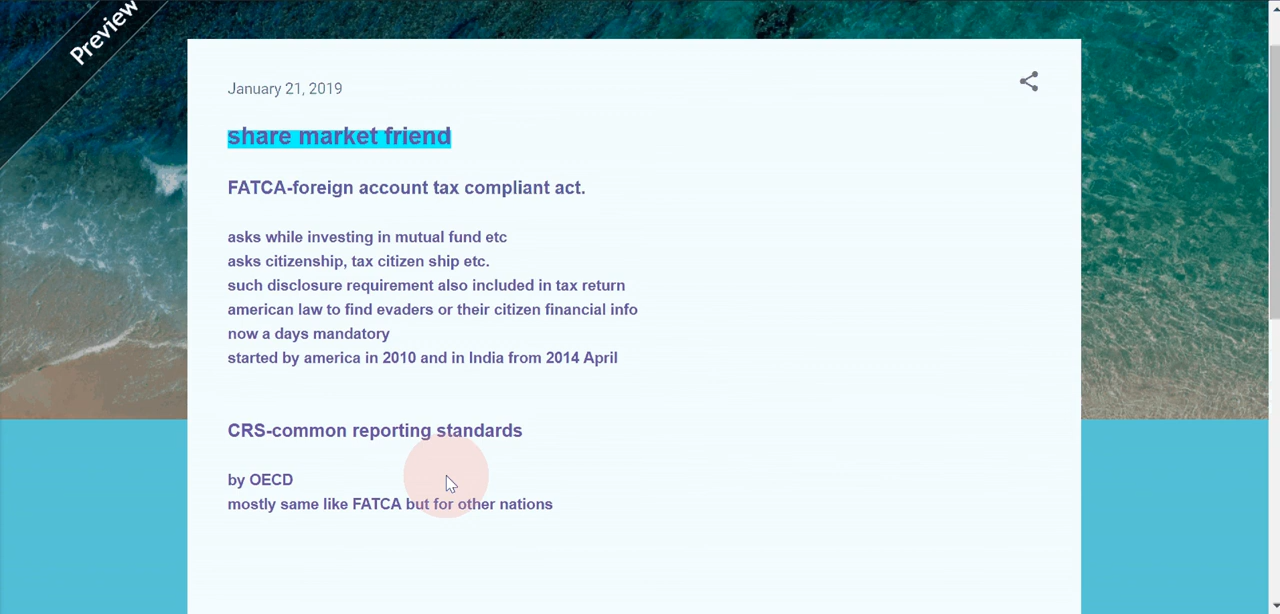 Preview
January 21, 2019
share market friend
FATCA-foreign account tax compliant act.
asks while investing in mutual fund etc
asks citizenship, tax citizen ship etc.
such disclosure requirement also included in tax return
american law to find evaders or their citizen financial info
now a days mandatory
started by america in 2010 and in India from 2014 April
CRS-common reporting standards
by OECD
mostly same like FATCA but for other nations